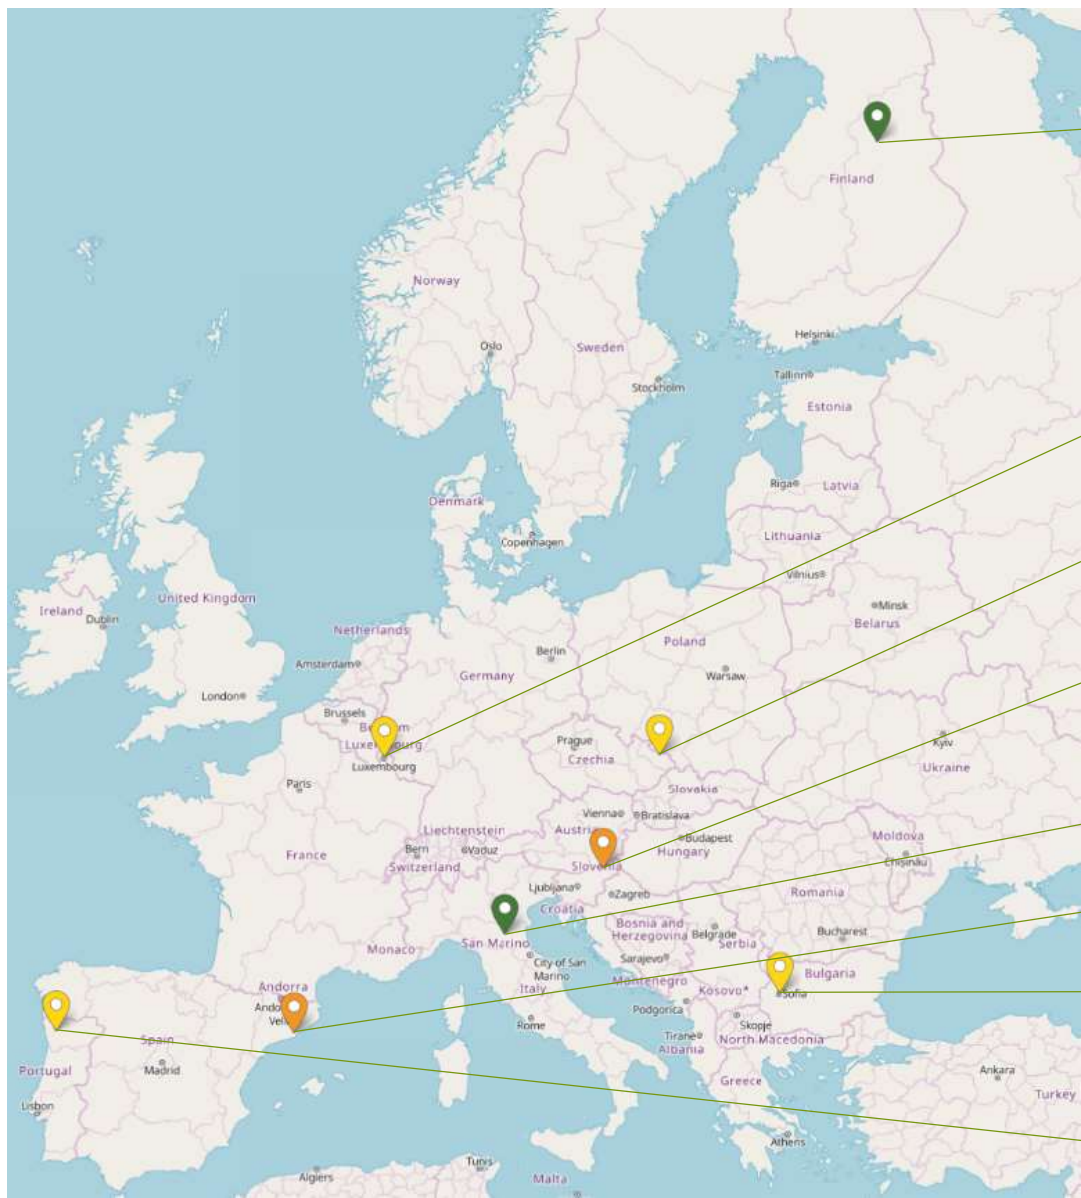 Finland
Norway
Helsinki
Oslo
Sweden
Tallinn
Stockholm
Estonia
Riga
Latvia
Denmark
Lithuania
Copenhagen
Vilnius
United Kingdom
Ireland
Dublin
Minsk
Belarus
Netherlands
Poland
Berlin
Amsterdam
Germany
Warsaw
London
Brussels
Prague
Kyiv
Luxembourg
Czechia
Luxembourg
Ukraine
Paris
Slovakia
Vienna
Bratislava
Liechtenstein
Austria
Budapest
Moldova
Bern
Vaduz
France
Hungary
Chișinău
Switzerland
Slovenia
Ljubljana
Zagreb
Romania
Croatia
Bosnia and
Herzegovina
Belgrade
Bucharest
Monaco
San Marino
Serbia
Sarajevo
City of San
Marino
Bulgaria
Montenegro
Italy
Kosovo*
Andorra
Sofia
Podgorica
Rome
Skopje
Spain
Tirane
North Macedonia
Albania
Madrid
Portugal
Ankara
Greece
Turkey
Lisbon
Athens
Tunis
Algiers
Malta